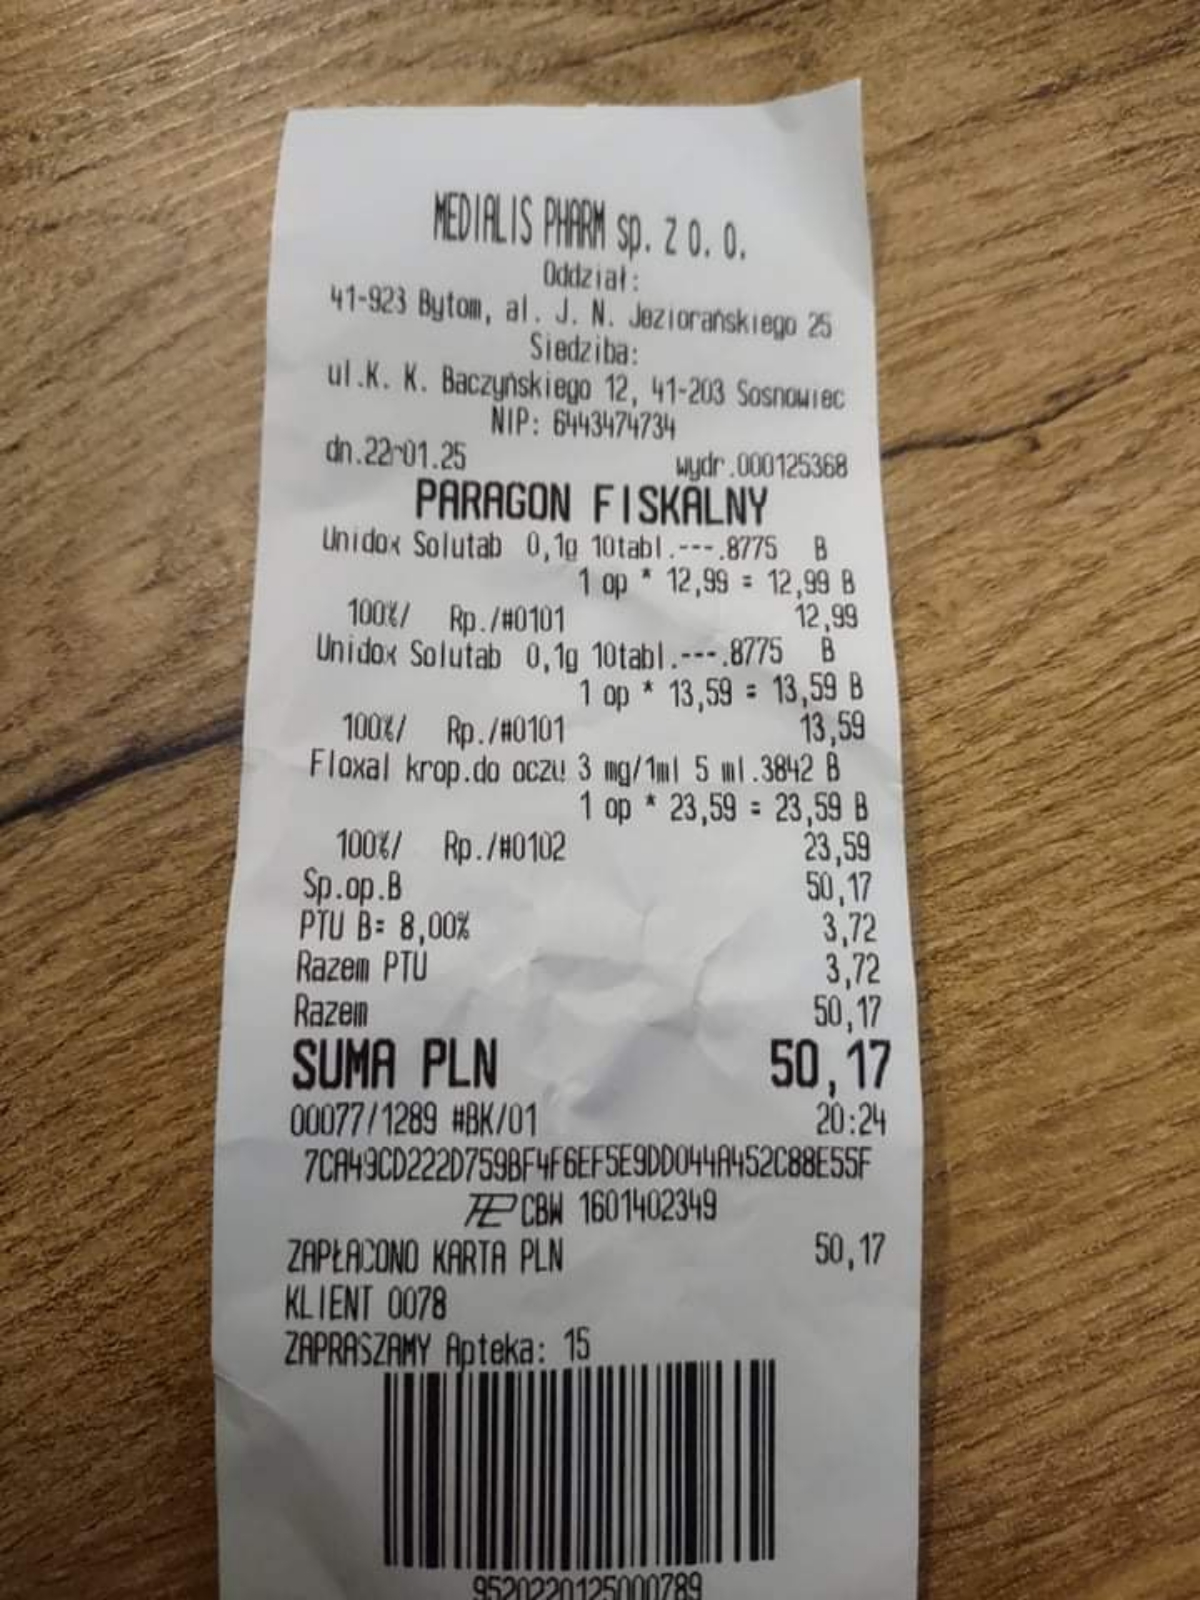 MEDIALIS PHARM sp. z o. o.
Oddział:
41-923 Bytom, al. J. N. Jeziorańskiego 25
Siedziba:
ul.K. K. Baczyńskiego 12, 41-203 Sosnowiec
NIP: 6443474734
dn.22r01.25 wydr.000125368
PARAGON FISKALNY
Unidox Solutab 0,1g 10tabl.---.8775 B
1 op * 12,99 = 12,99 B
100%/ Rp./#0101 12,99
Unidox Solutab 0,1g 10tabl.---.8775 B
1 op * 13,59 = 13,59 B
100%/ Rp./#0101 13,59
Floxal krop.do oczu 3 mg/1ml 5 ml.3842 B
1 op * 23,59 = 23,59 B
100%/ Rp./#0102 23,59
Sp.op.B 50,17
PTU B= 8,00% 3,72
Razem PTU 3,72
Razem 50,17
SUMA PLN 50,17
00077/1289 #BK/01 20:24
7CA49CD222D759BF4F6EF5E9DD044A452C88E55F
CBW 1601402349
ZAPŁACONO KARTA PLN 50,17
KLIENT 0078
ZAPRASZAMY Apteka: 15
9520220125000789